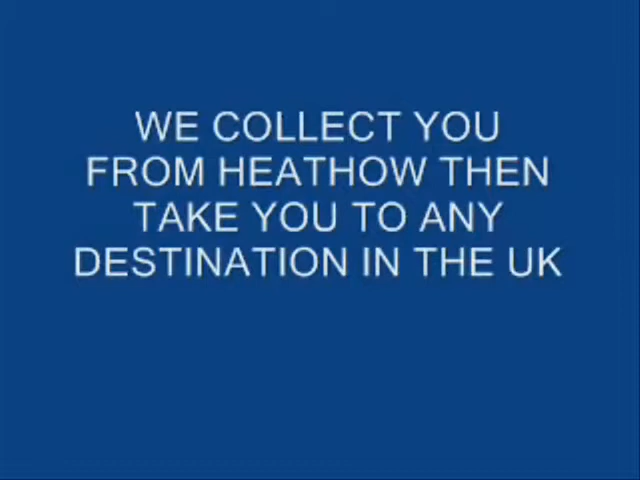 WE COLLECT YOU
FROM HEATHOW THEN
TAKE YOU TO ANY
DESTINATION IN THE UK